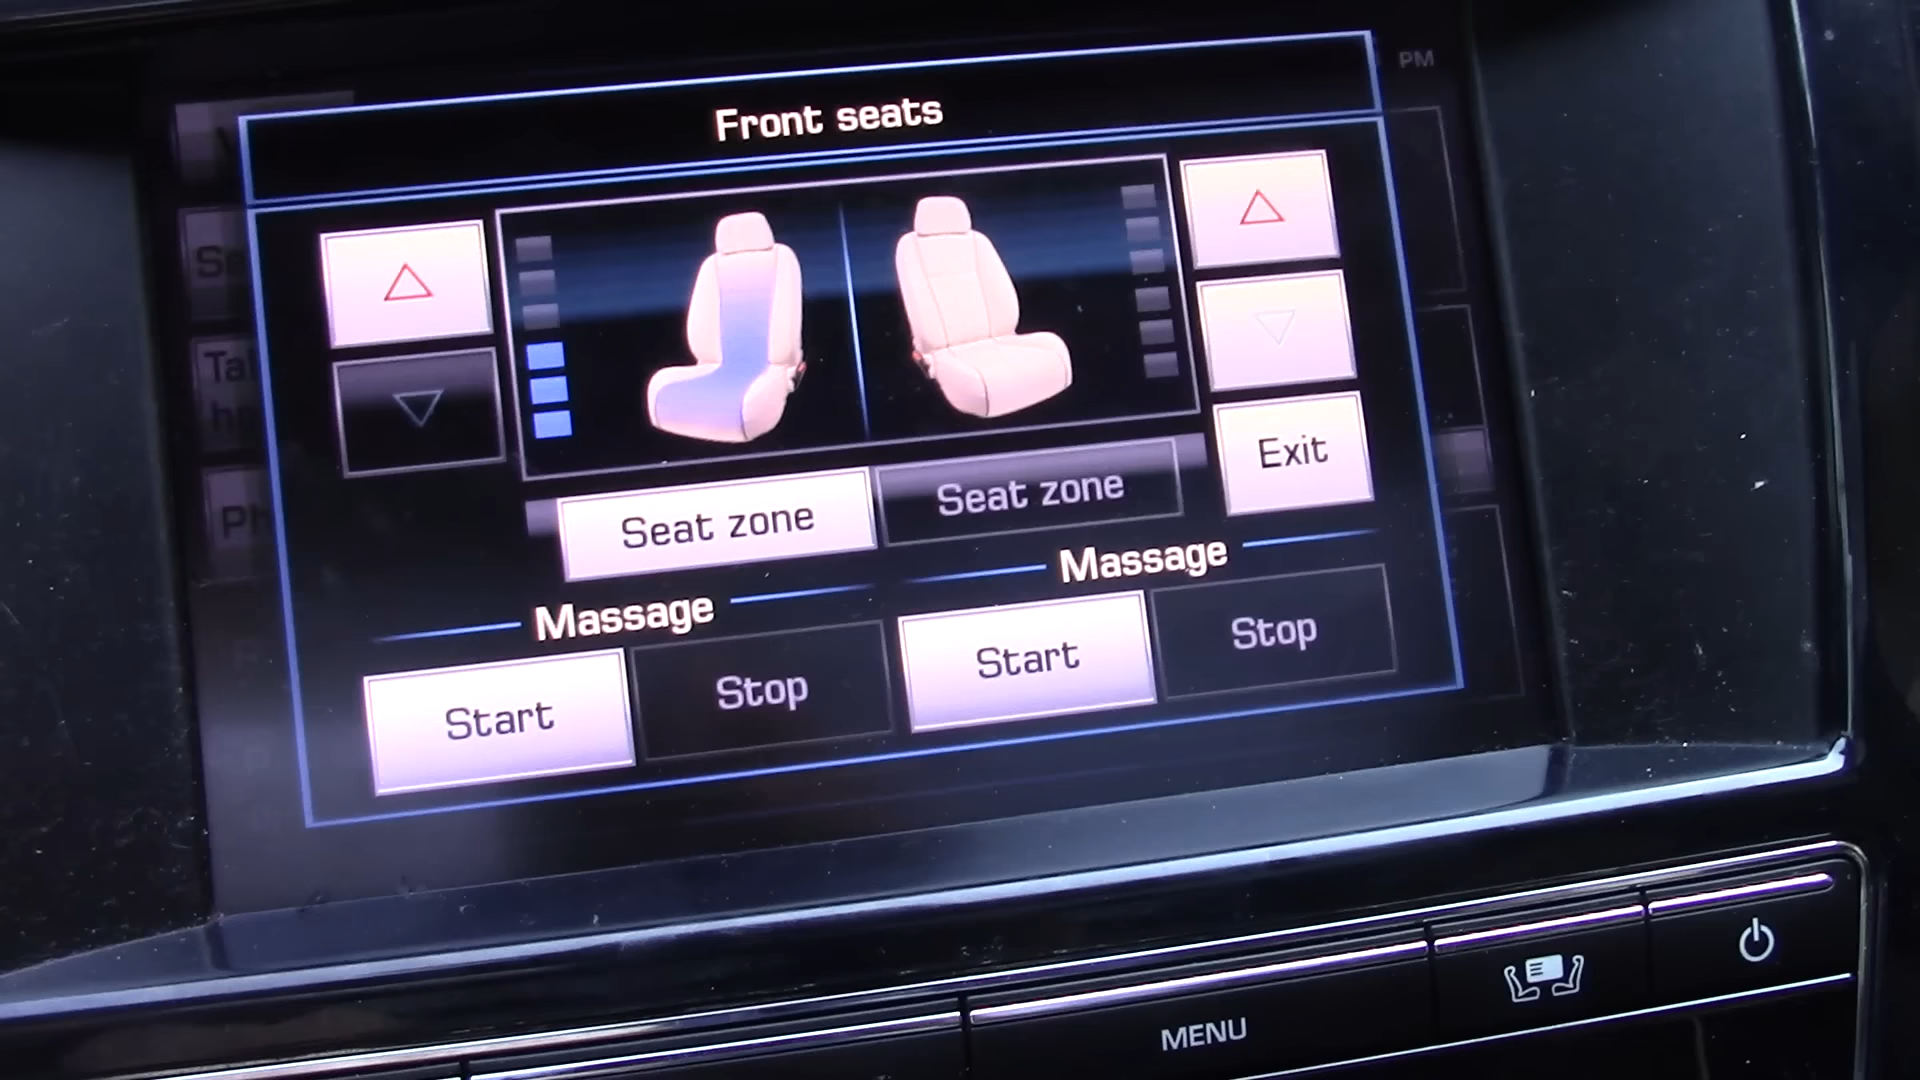 PM
Front seats
Exit
Seat zone
Seat zone
Massage
Massage
Start
Stop
Start
Stop
MENU